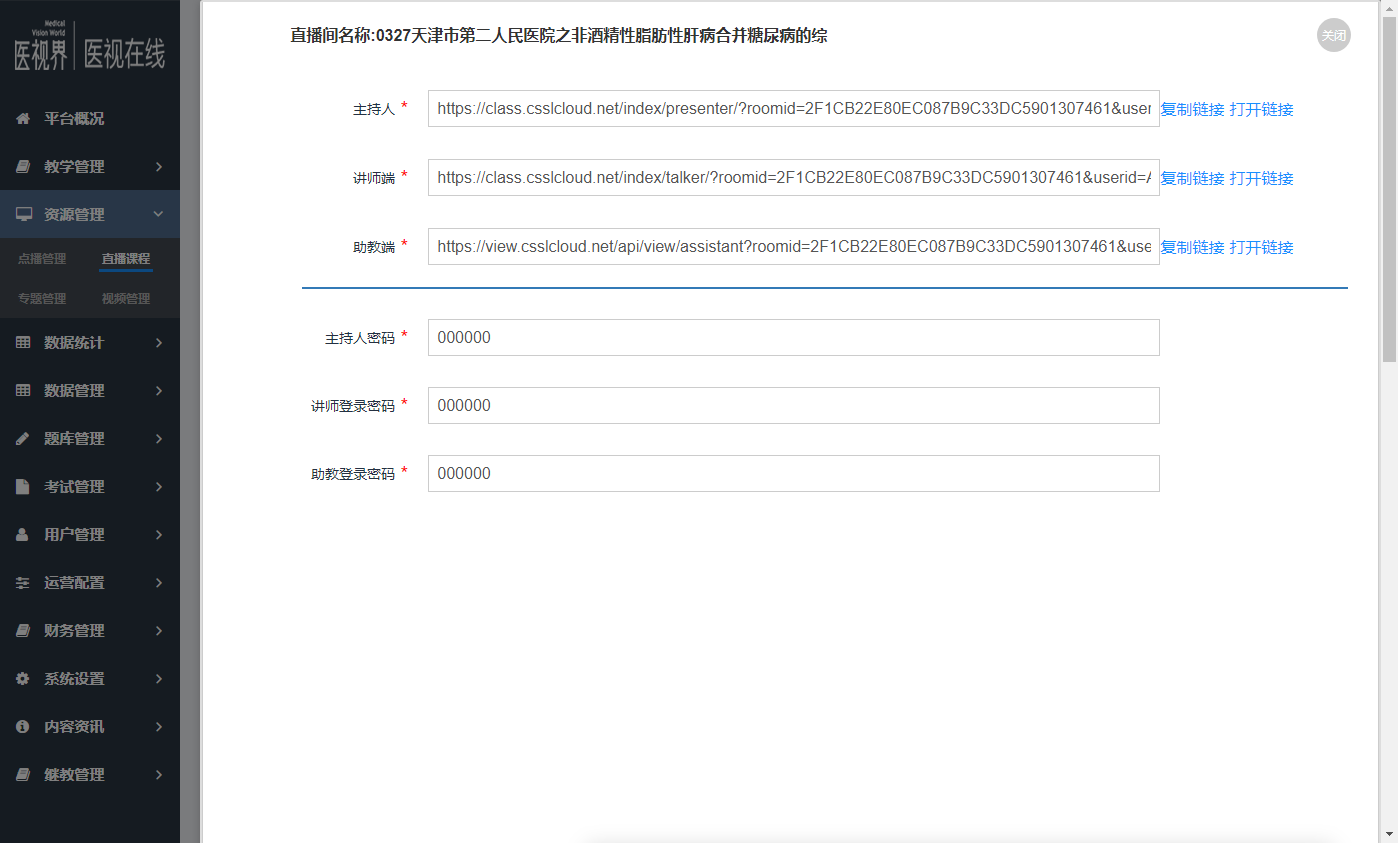 Medical
Vision World
医视界
医视在线
平台概况
教学管理
资源管理
点播管理 直播课程
专题管理 视频管理
数据统计
数据管理
题库管理
考试管理
用户管理
运营配置
财务管理
系统设置
内容资讯
继教管理
直播间名称:0327天津市第二人民医院之非酒精性脂肪性肝病合并糖尿病的综
关闭
主持人 * https://class.csslcloud.net/index/presenter/?roomid=2F1CB22E80EC087B9C33DC5901307461&user 复制链接 打开链接
讲师端 * https://class.csslcloud.net/index/talker/?roomid=2F1CB22E80EC087B9C33DC5901307461&userid=A 复制链接 打开链接
助教端 * https://view.csslcloud.net/api/view/assistant?roomid=2F1CB22E80EC087B9C33DC5901307461&use 复制链接 打开链接
主持人密码 * 000000
讲师登录密码 * 000000
助教登录密码 * 000000